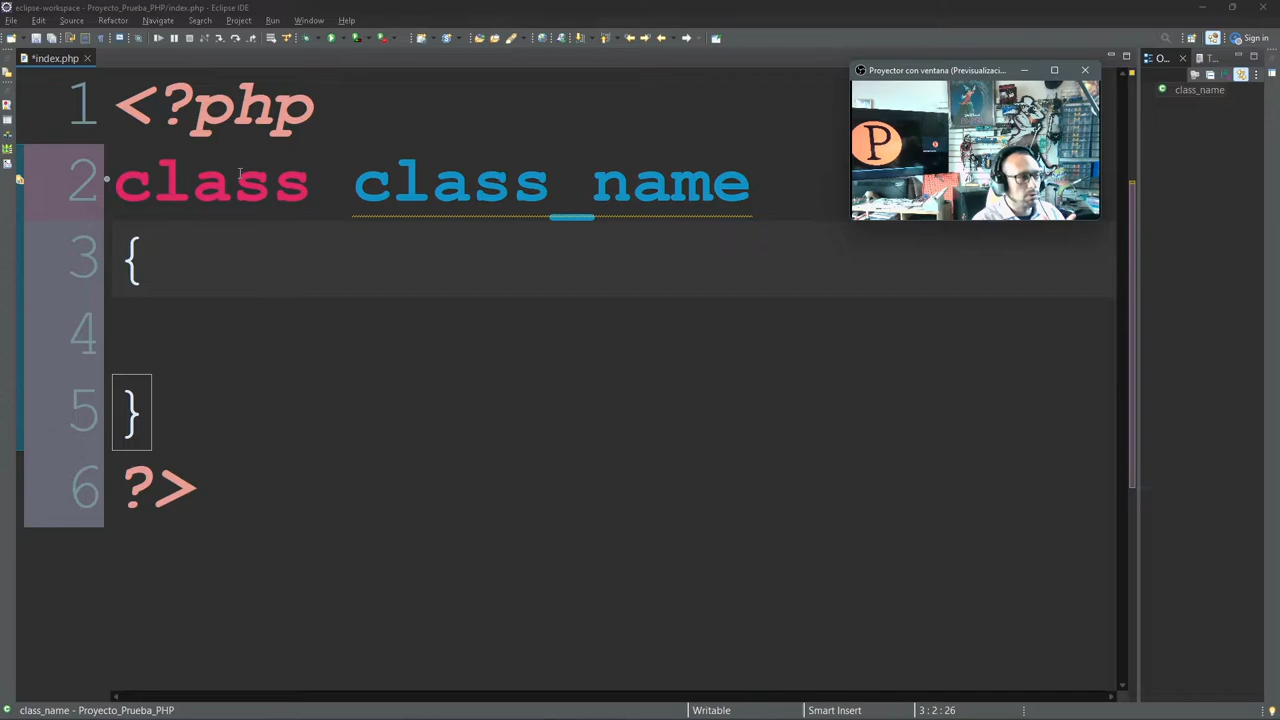 eclipse-workspace - Proyecto_Prueba_PHP/index.php - Eclipse IDE
File Edit Source Refactor Navigate Search Project Run Window Help
Sign in
*index.php
O... T...
Proyector con ventana (Previsualizaci...
class_name
P
1 <?php
2 class class_name
3 {
4
5 }
6 ?>
class_name - Proyecto_Prueba_PHP
Writable
Smart Insert
3 : 2 : 26